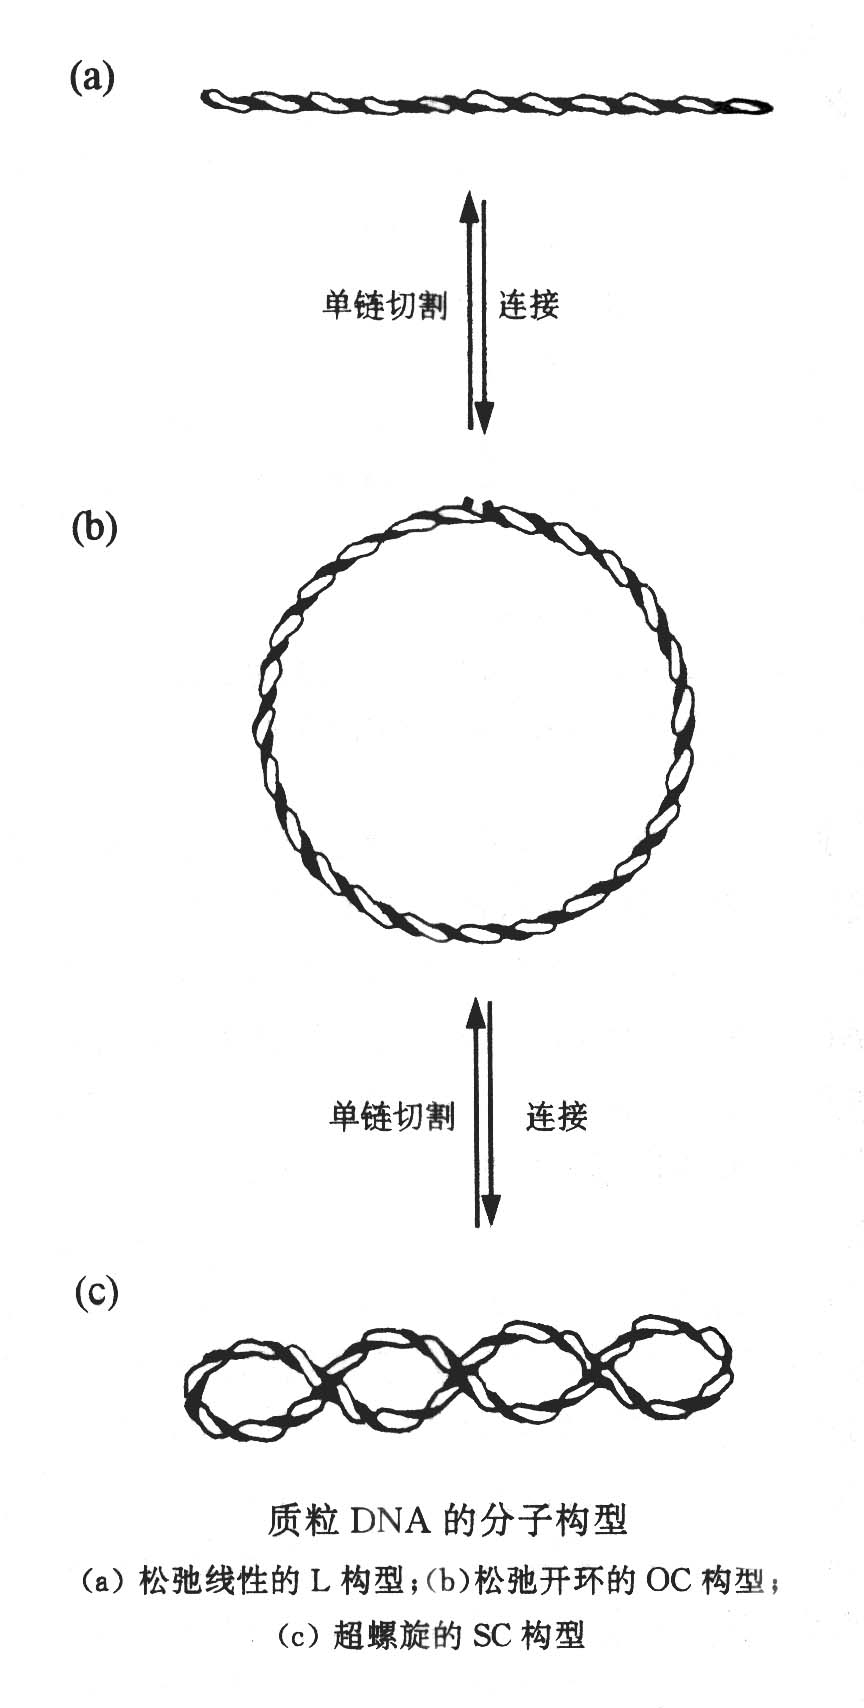 (a)
单链切割 连接
(b)
单链切割 连接
(c)
质粒 DNA 的分子构型
(a) 松弛线性的 L 构型;(b)松弛开环的 OC 构型;
(c) 超螺旋的 SC 构型